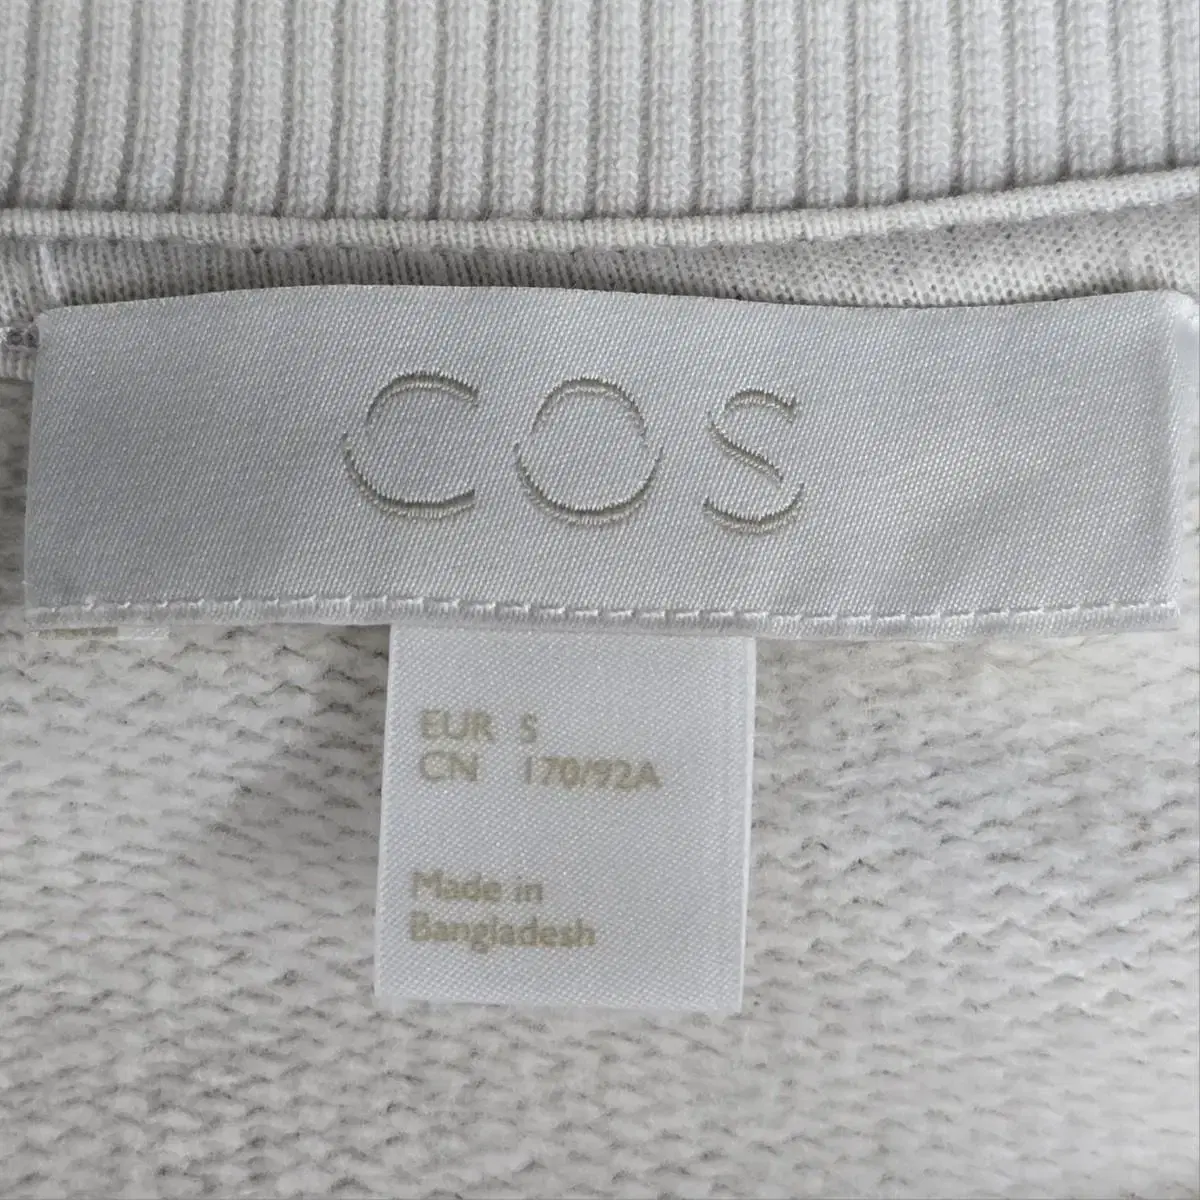 COS
EUR S
CN 170/92A
Made in
Bangladesh